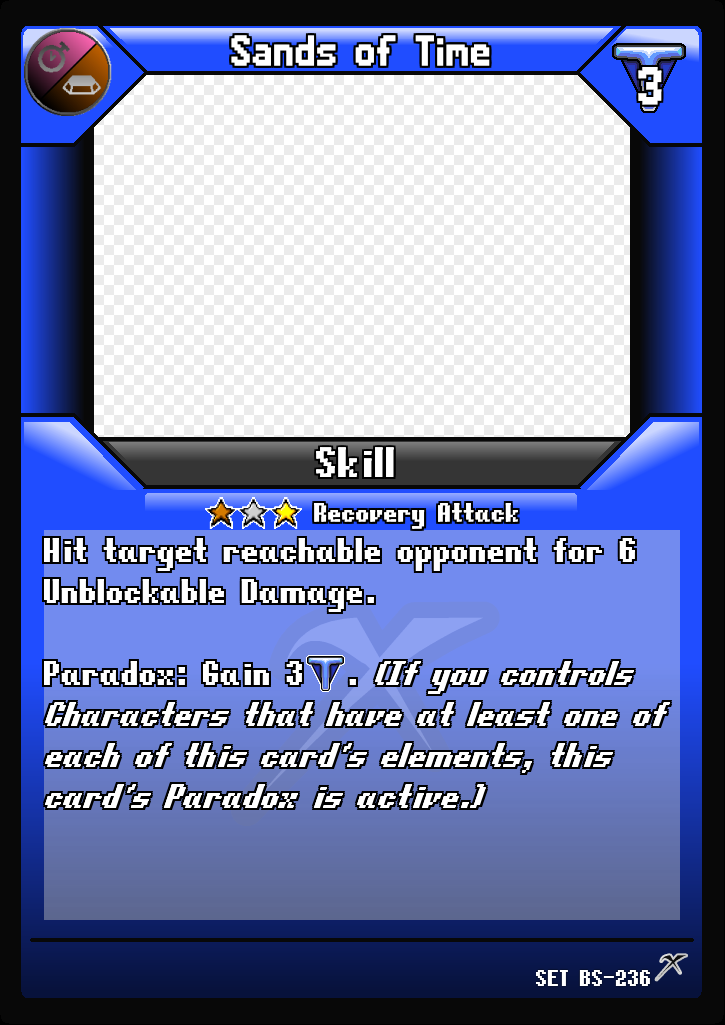 Sands of Time
3
Skill
Recovery Attack
Hit target reachable opponent for 6
Unblockable Damage.
Paradox: Gain 3 . (If you controls
Characters that have at least one of
each of this card's elements, this
card's Paradox is active.)
SET BS-236